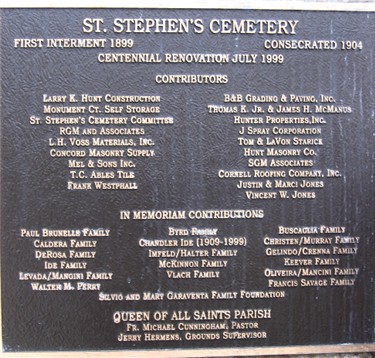 ST. STEPHEN'S CEMETERY
FIRST INTERMENT 1899 CONSECRATED 1904
CENTENNIAL RENOVATION JULY 1999
CONTRIBUTORS
LARRY K. HUNT CONSTRUCTION
MONUMENT CT. SELF STORAGE
ST. STEPHEN'S CEMETERY COMMITTEE
RGM AND ASSOCIATES
L.H. VOSS MATERIALS, INC.
CONCORD MASONRY SUPPLY
MEL & SONS INC.
T.C. ABLES TILE
FRANK WESTPHALL
B&B GRADING & PAVING, INC.
THOMAS K. JR. & JAMES H. MCMANUS
HUNTER PROPERTIES, INC.
J SPRAY CORPORATION
TOM & LAVON STARICE
HUNT MASONRY CO.
SGM ASSOCIATES
CORNELL ROOFING COMPANY, INC.
JUSTIN & MARCI JONES
VINCENT W. JONES
IN MEMORIAM CONTRIBUTIONS
PAUL BRUNELLE FAMILY
CALDERA FAMILY
DEROSA FAMILY
IDE FAMILY
LEVADA/MANGINI FAMILY
WALTER M. PERRY
BYRD FAMILY
CHANDLER IDE (1909-1999)
IMFELD/HALTER FAMILY
MCKINNON FAMILY
VLACH FAMILY
BUSCAGLIA FAMILY
CHRISTEN/MURRAY FAMILY
GELINDO/CRENNA FAMILY
KEEVER FAMILY
OLIVEIRA/MANCINI FAMILY
FRANCIS SAVAGE FAMILY
SILVIO AND MARY GARAVENTA FAMILY FOUNDATION
QUEEN OF ALL SAINTS PARISH
FR. MICHAEL CUNNINGHAM, PASTOR
JERRY HERMENS, GROUNDS SUPERVISOR